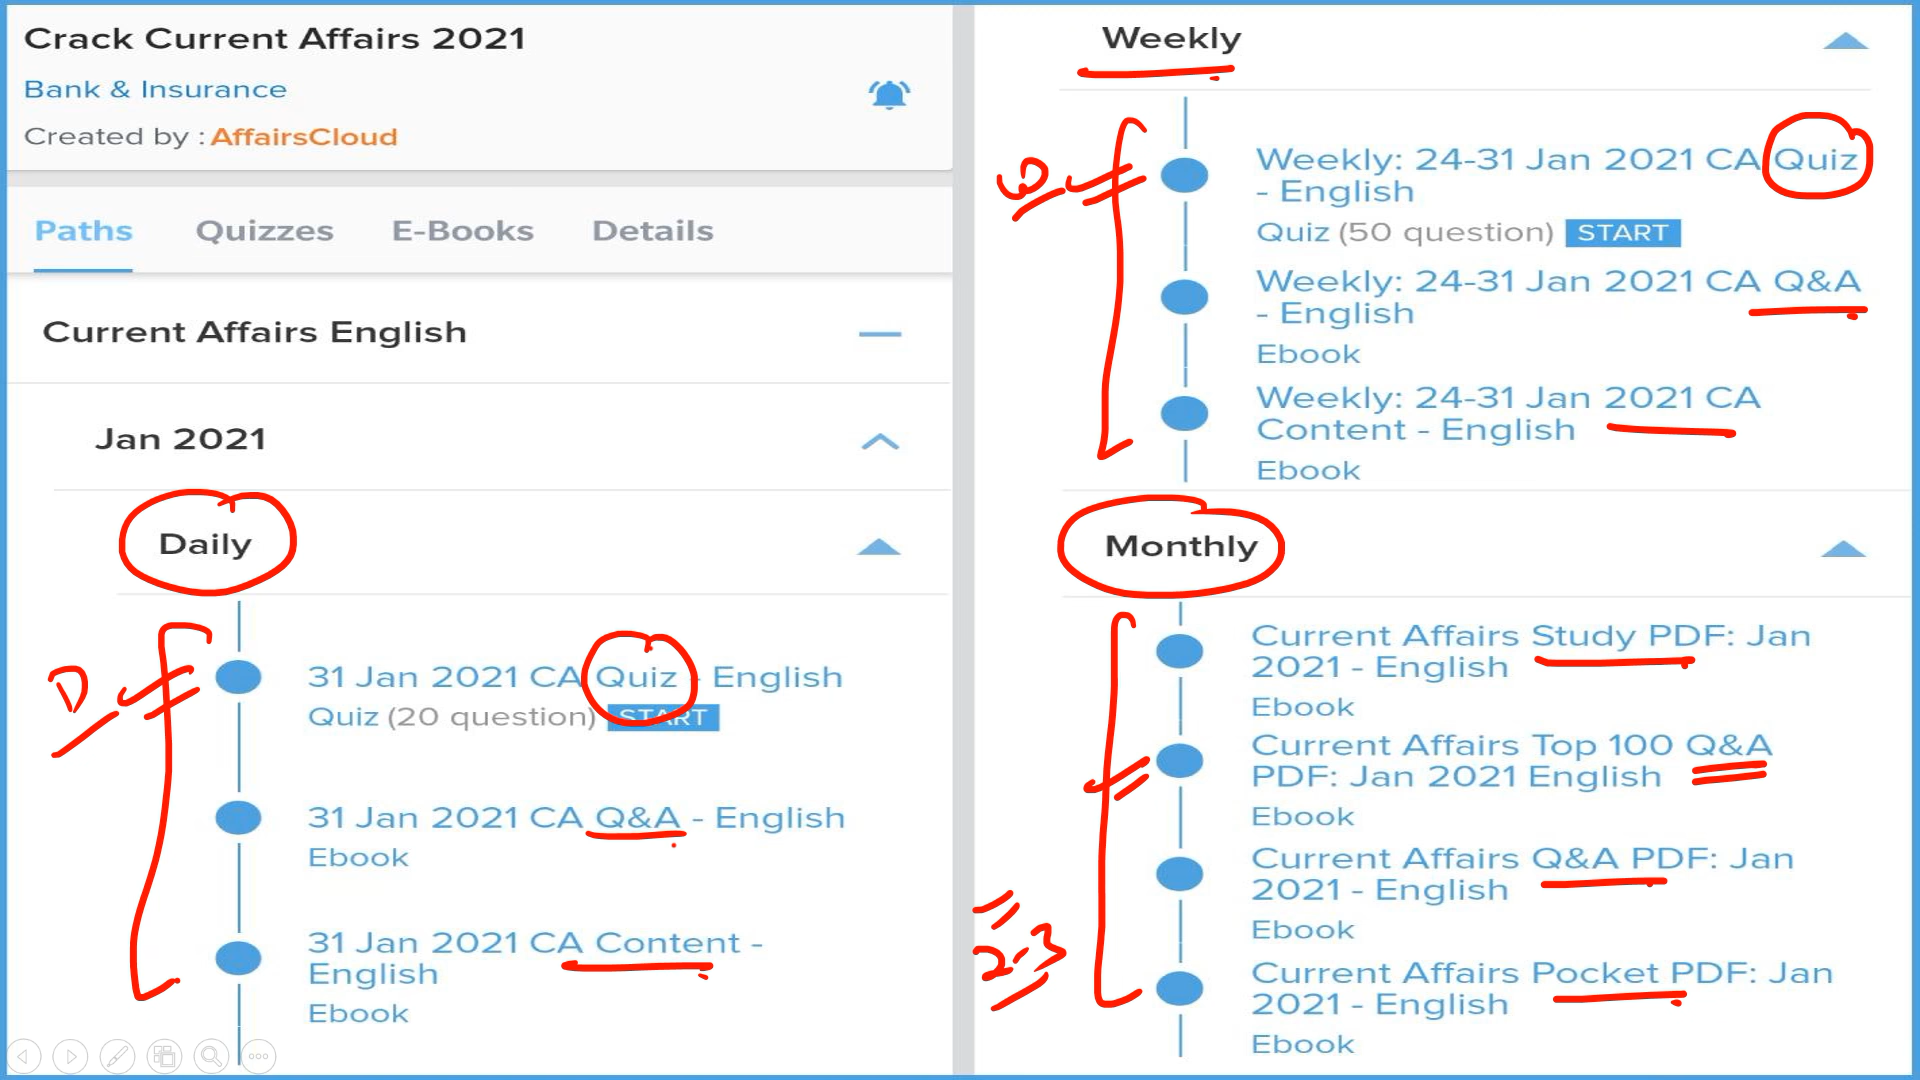 Crack Current Affairs 2021
Bank & Insurance
Created by : AffairsCloud
Paths Quizzes E-Books Details
Current Affairs English
Jan 2021
Daily
D
31 Jan 2021 CA Quiz - English
Quiz (20 question) START
31 Jan 2021 CA Q&A - English
Ebook
31 Jan 2021 CA Content -
English
Ebook
Weekly
Weekly: 24-31 Jan 2021 CA Quiz
- English
Quiz (50 question) START
Weekly: 24-31 Jan 2021 CA Q&A
- English
Ebook
Weekly: 24-31 Jan 2021 CA
Content - English
Ebook
Monthly
Current Affairs Study PDF: Jan
2021 - English
Ebook
Current Affairs Top 100 Q&A
PDF: Jan 2021 English
Ebook
Current Affairs Q&A PDF: Jan
2021 - English
Ebook
2-3
Current Affairs Pocket PDF: Jan
2021 - English
Ebook